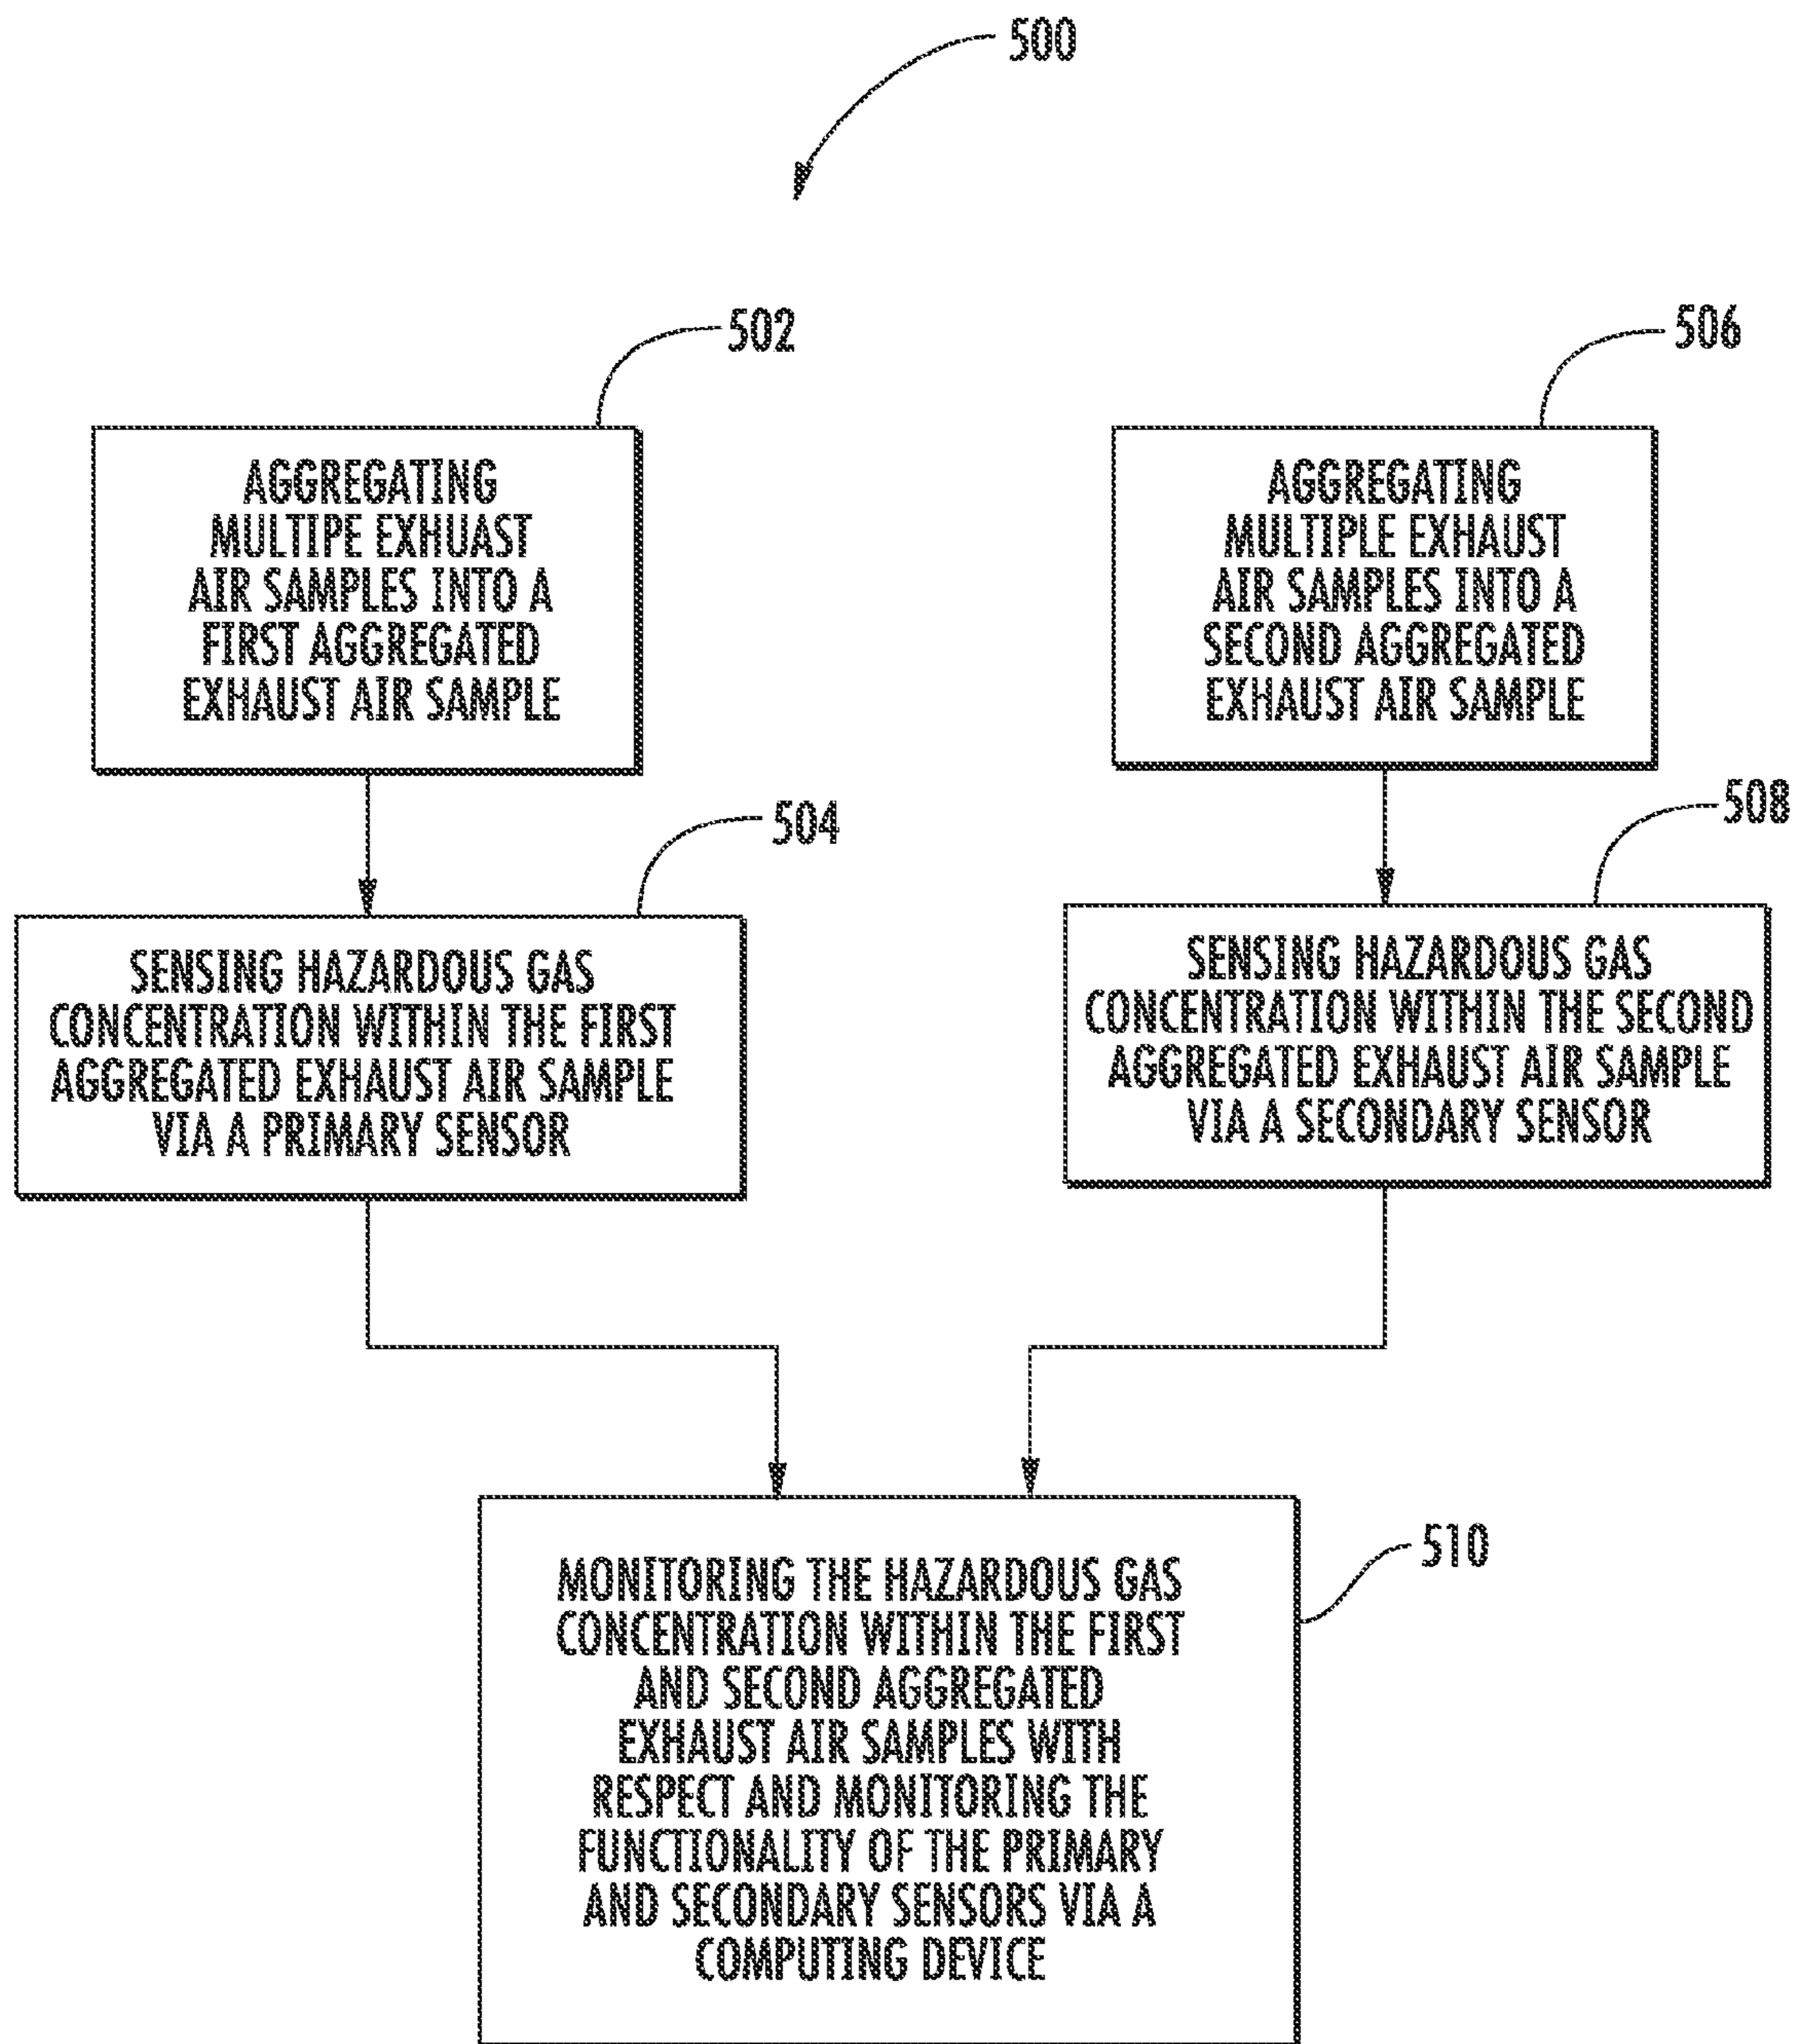 500
502
AGGREGATING
MULTIPE EXHUAST
AIR SAMPLES INTO A
FIRST AGGREGATED
EXHAUST AIR SAMPLE
506
AGGREGATING
MULTIPLE EXHAUST
AIR SAMPLES INTO A
SECOND AGGREGATED
EXHAUST AIR SAMPLE
504
SENSING HAZARDOUS GAS
CONCENTRATION WITHIN THE FIRST
AGGREGATED EXHAUST AIR SAMPLE
VIA A PRIMARY SENSOR
508
SENSING HAZARDOUS GAS
CONCENTRATION WITHIN THE SECOND
AGGREGATED EXHAUST AIR SAMPLE
VIA A SECONDARY SENSOR
510
MONITORING THE HAZARDOUS GAS
CONCENTRATION WITHIN THE FIRST
AND SECOND AGGREGATED
EXHAUST AIR SAMPLES WITH
RESPECT AND MONITORING THE
FUNCTIONALITY OF THE PRIMARY
AND SECONDARY SENSORS VIA A
COMPUTING DEVICE